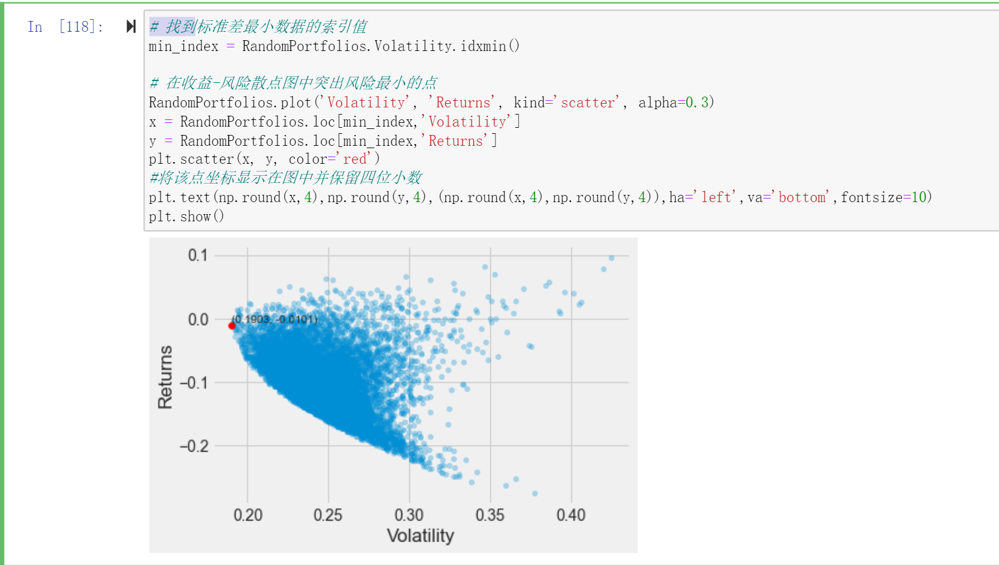 In [118]:
# 找到标准差最小数据的索引值
min_index = RandomPortfolios.Volatility.idxmin()
# 在收益-风险散点图中突出风险最小的点
RandomPortfolios.plot('Volatility', 'Returns', kind='scatter', alpha=0.3)
x = RandomPortfolios.loc[min_index,'Volatility']
y = RandomPortfolios.loc[min_index,'Returns']
plt.scatter(x, y, color='red')
#将该点坐标显示在图中并保留四位小数
plt.text(np.round(x,4),np.round(y,4),(np.round(x,4),np.round(y,4)),ha='left',va='bottom',fontsize=10)
plt.show()
0.1
0.0
(0.1903, -0.0101)
−0.1
−0.2
Returns
0.20 0.25 0.30 0.35 0.40
Volatility